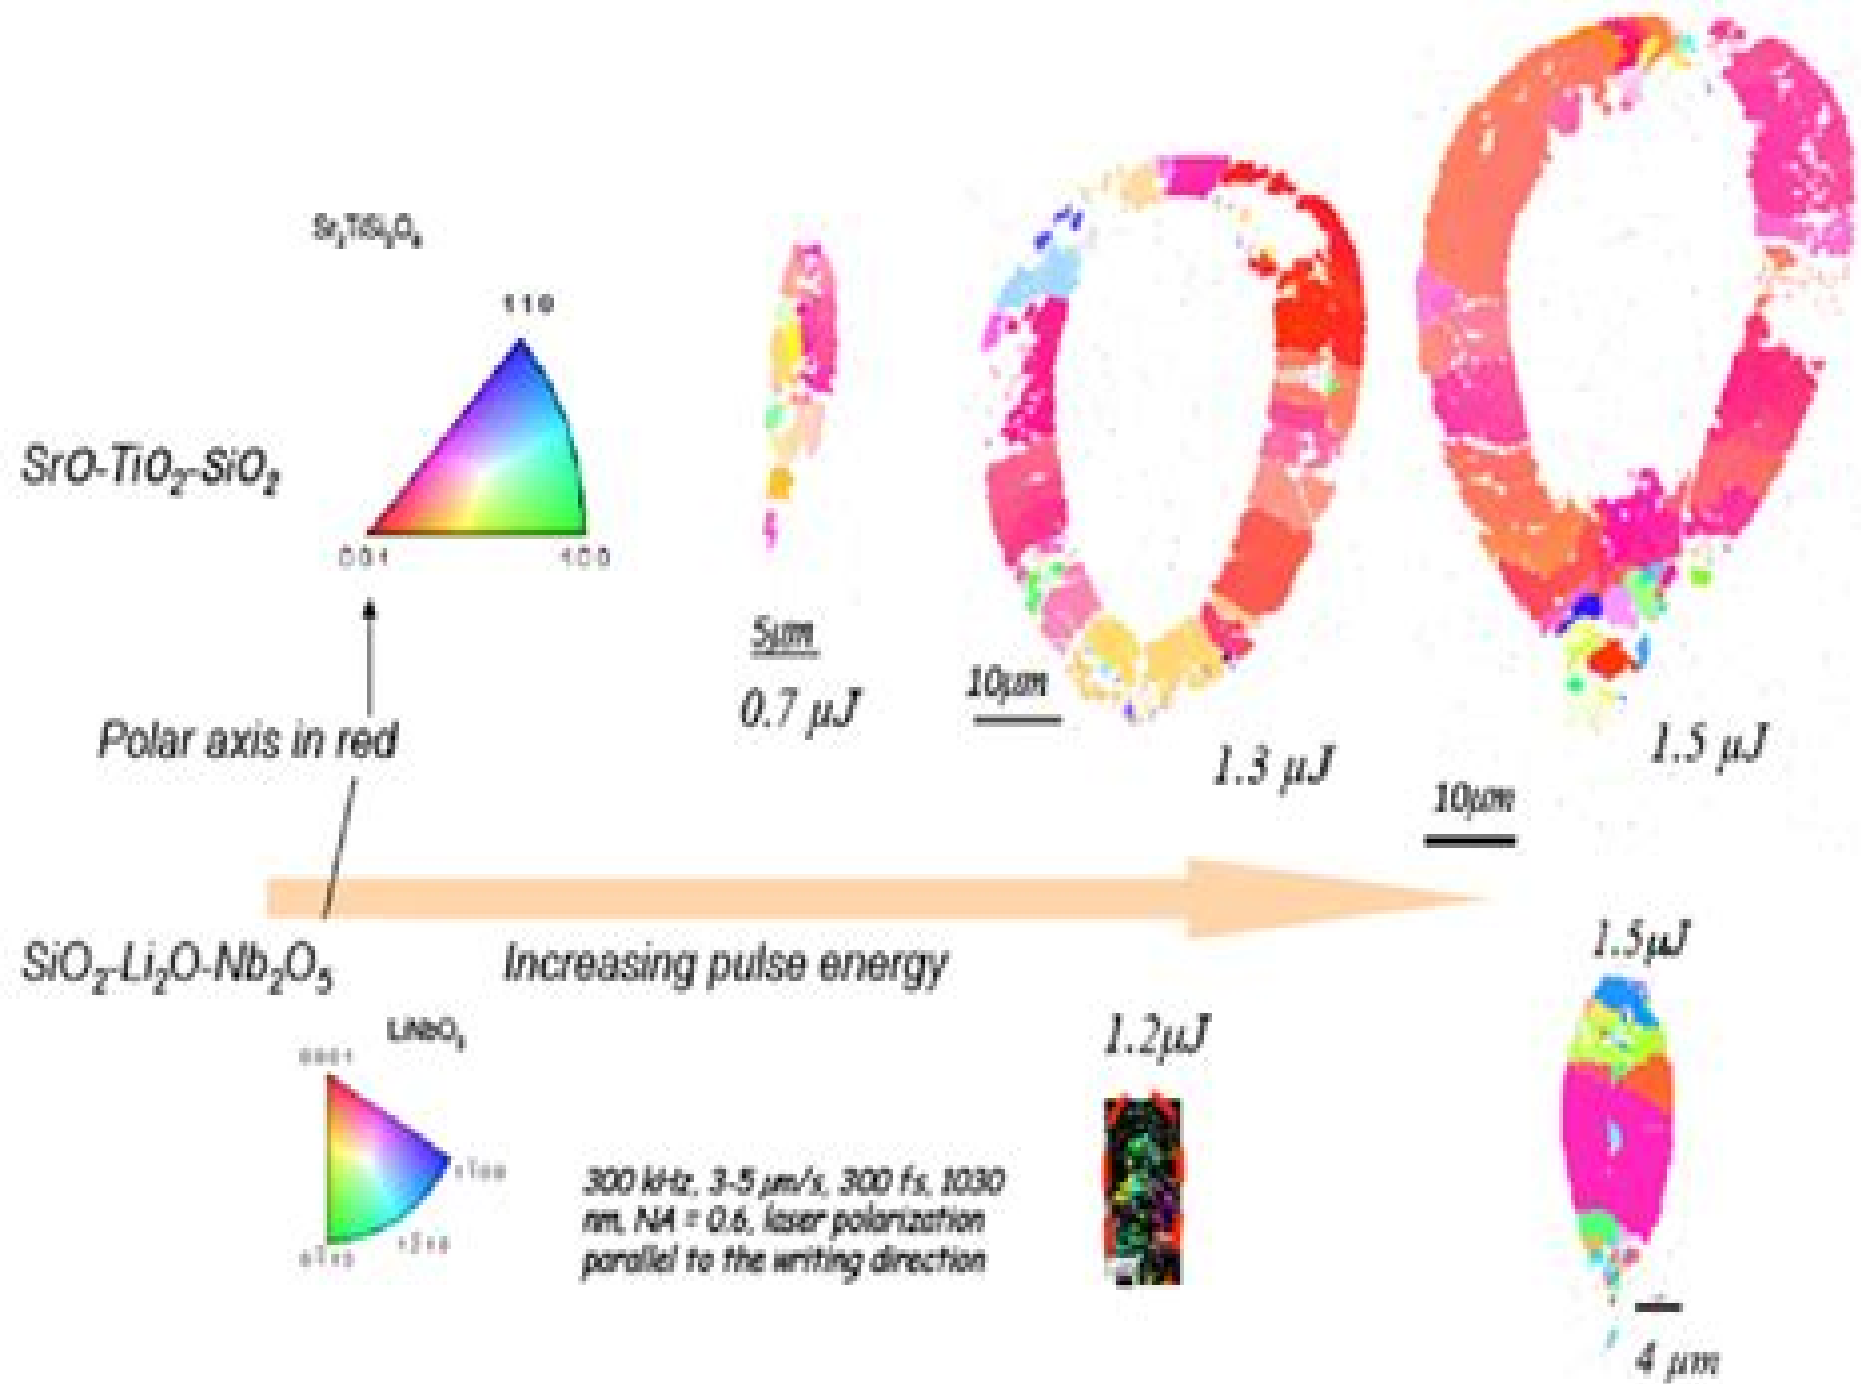 Sr₂TiSi₂O₈
110
SrO-TiO₂-SiO₂
001
100
5μm
0.7 μJ
10μm
1.3 μJ
1.5 μJ
10μm
Polar axis in red
SiO₂-Li₂O-Nb₂O₅
Increasing pulse energy
1.5μJ
LiNbO₃
0001
1.2μJ
300 kHz, 3-5 μm/s, 300 fs, 1030
nm, NA = 0.6, laser polarization
parallel to the writing direction
4 μm